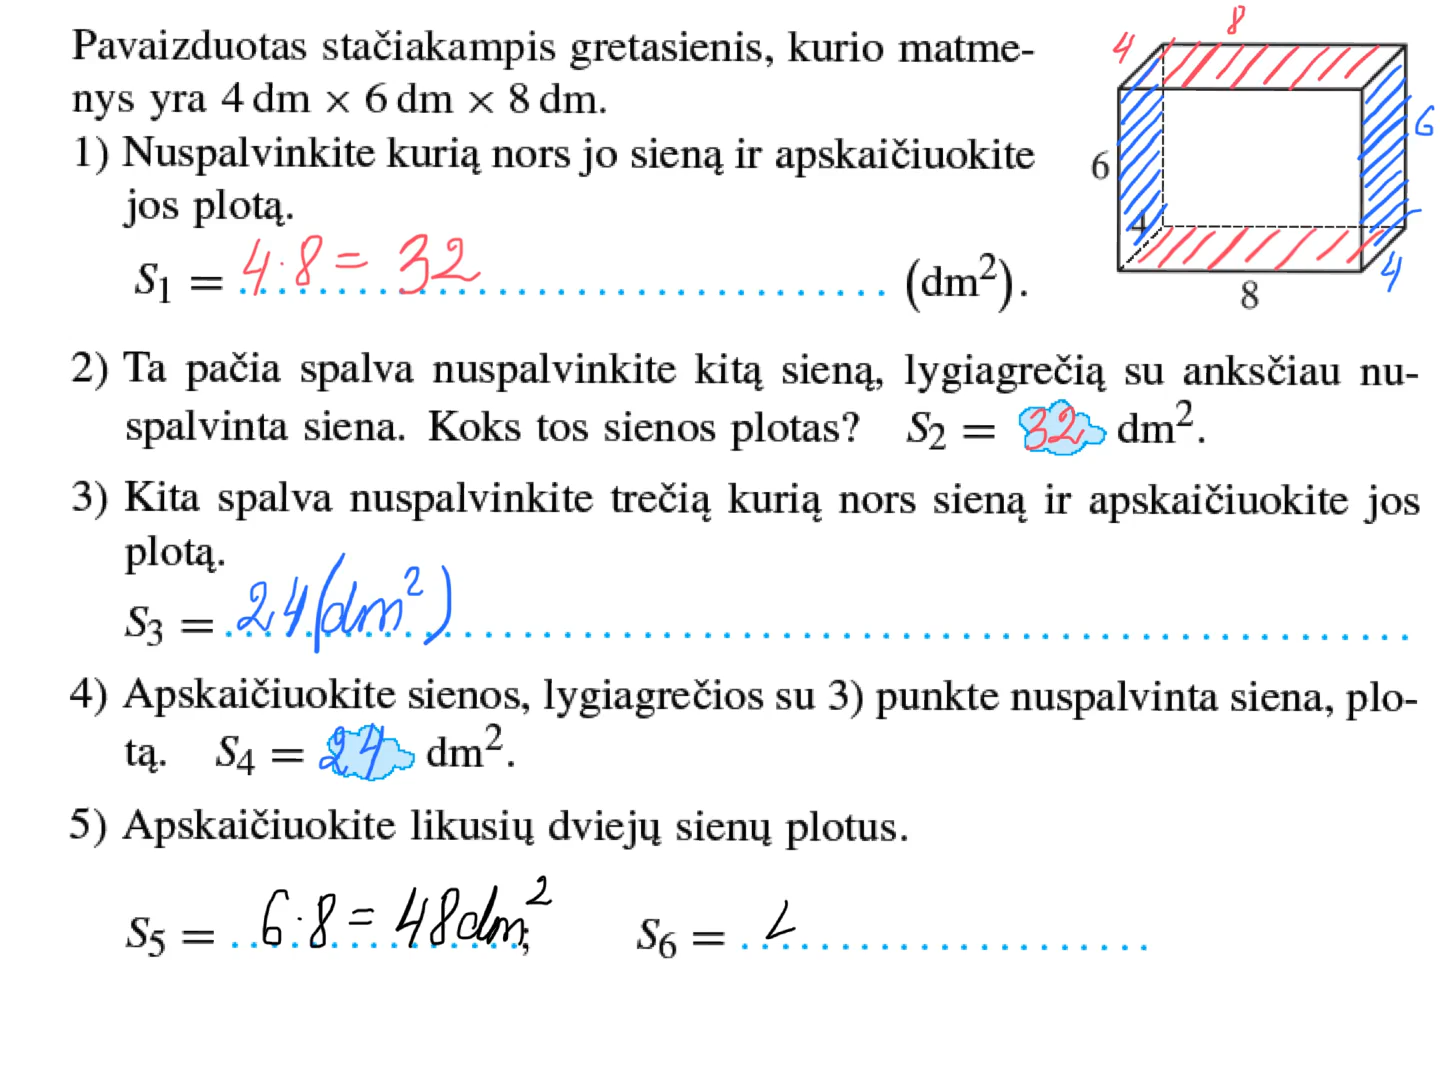 Pavaizduotas stačiakampis gretasienis, kurio matme-
nys yra 4 dm × 6 dm × 8 dm.
1) Nuspalvinkite kurią nors jo sieną ir apskaičiuokite
jos plotą.
S₁ = 4·8 = 32 (dm²).
8
4
6
6
4
4
8
2) Ta pačia spalva nuspalvinkite kitą sieną, lygiagrečią su anksčiau nu-
spalvinta siena. Koks tos sienos plotas? S₂ = 32 dm².
3) Kita spalva nuspalvinkite trečią kurią nors sieną ir apskaičiuokite jos
plotą.
S₃ = 24 (dm²)
4) Apskaičiuokite sienos, lygiagrečios su 3) punkte nuspalvinta siena, plo-
tą. S₄ = 24 dm².
5) Apskaičiuokite likusių dviejų sienų plotus.
S₅ = 6·8 = 48 dm²; S₆ =